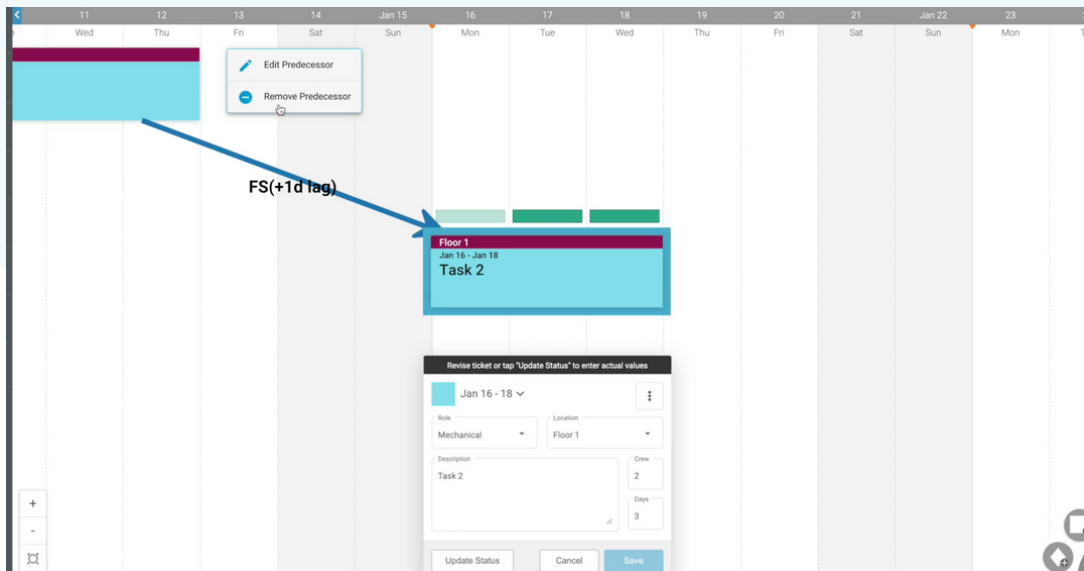 11 12 13 14 Jan 15 16 17 18 19 20 21 Jan 22 23
Wed Thu Fri Sat Sun Mon Tue Wed Thu Fri Sat Sun Mon
Edit Predecessor
Remove Predecessor
FS(+1d lag)
Floor 1
Jan 16 - Jan 18
Task 2
Revise ticket or tap "Update Status" to enter actual values
Jan 16 - 18
Role
Mechanical
Location
Floor 1
Description
Task 2
Crew
2
Days
3
Update Status Cancel Save